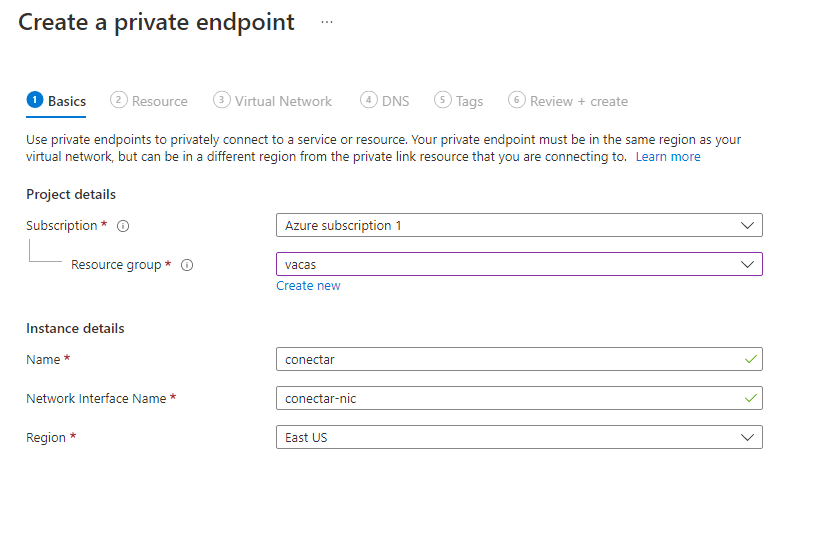 Create a private endpoint ...
1 Basics 2 Resource 3 Virtual Network 4 DNS 5 Tags 6 Review + create
Use private endpoints to privately connect to a service or resource. Your private endpoint must be in the same region as your
virtual network, but can be in a different region from the private link resource that you are connecting to. Learn more
Project details
Subscription * Azure subscription 1
Resource group * vacas
Create new
Instance details
Name * conectar
Network Interface Name * conectar-nic
Region * East US